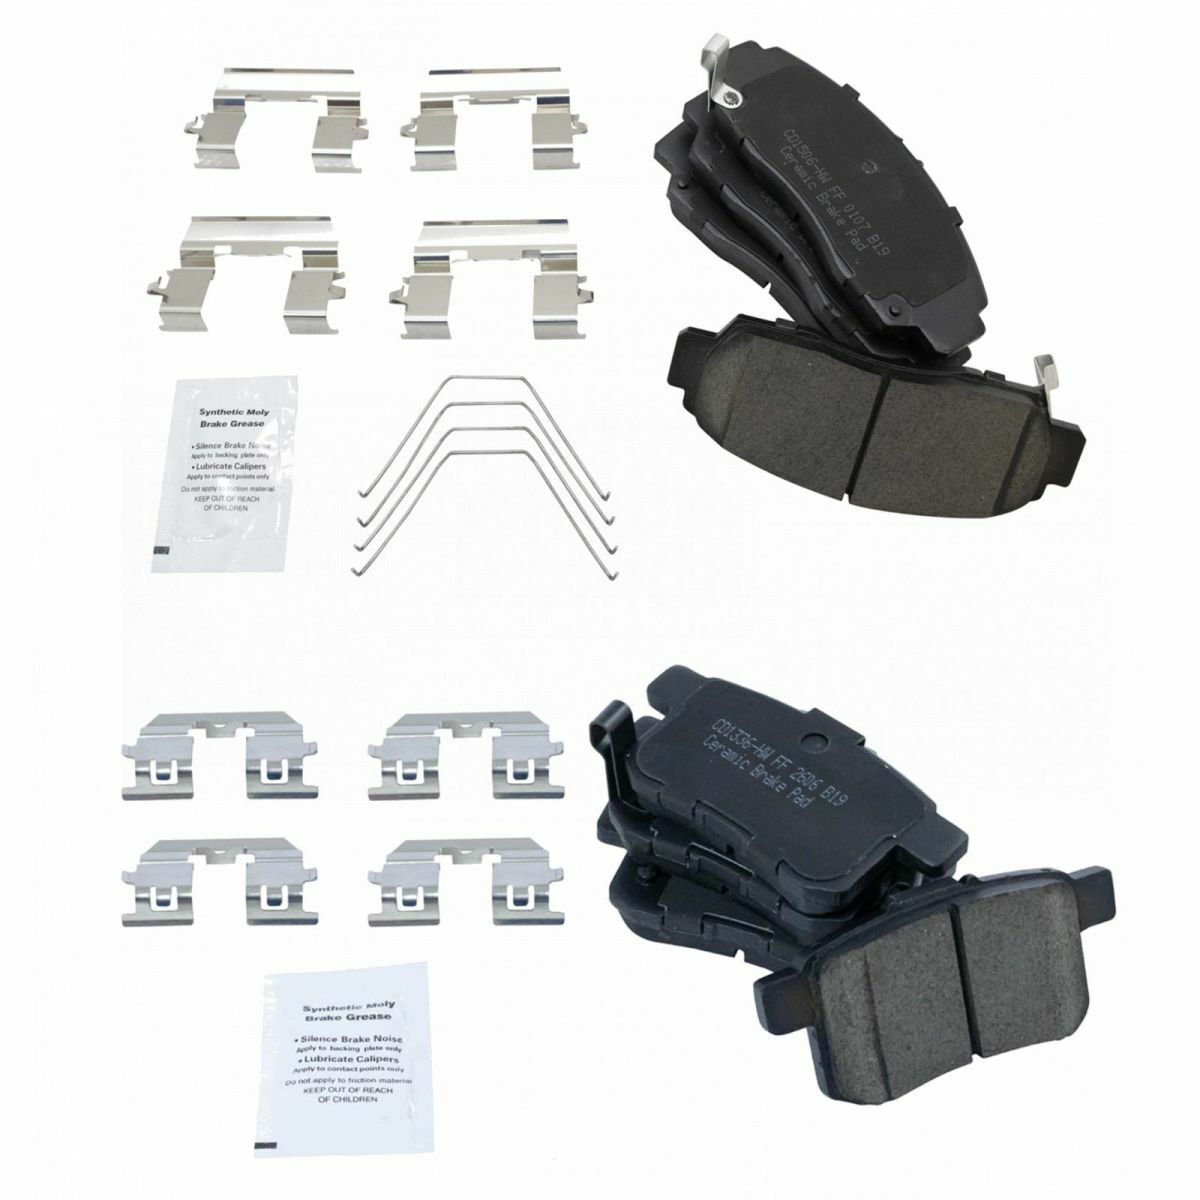 CD1506-HW FF 0107 B19
Ceramic Brake Pad
Ceramic
Synthetic Moly
Brake Grease
• Silence Brake Noise
Apply to backing plate only
• Lubricate Calipers
Apply to contact points only
Do not apply to friction material
KEEP OUT OF REACH
OF CHILDREN
CD1336-HW FF 2606 B19
Ceramic Brake Pad
Synthetic Moly
Brake Grease
• Silence Brake Noise
Apply to backing plate only
• Lubricate Calipers
Apply to contact points only
Do not apply to friction material
KEEP OUT OF REACH
OF CHILDREN